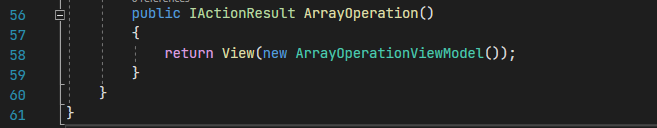 56 public IActionResult ArrayOperation()
57 {
58 return View(new ArrayOperationViewModel());
59 }
60 }
61 }